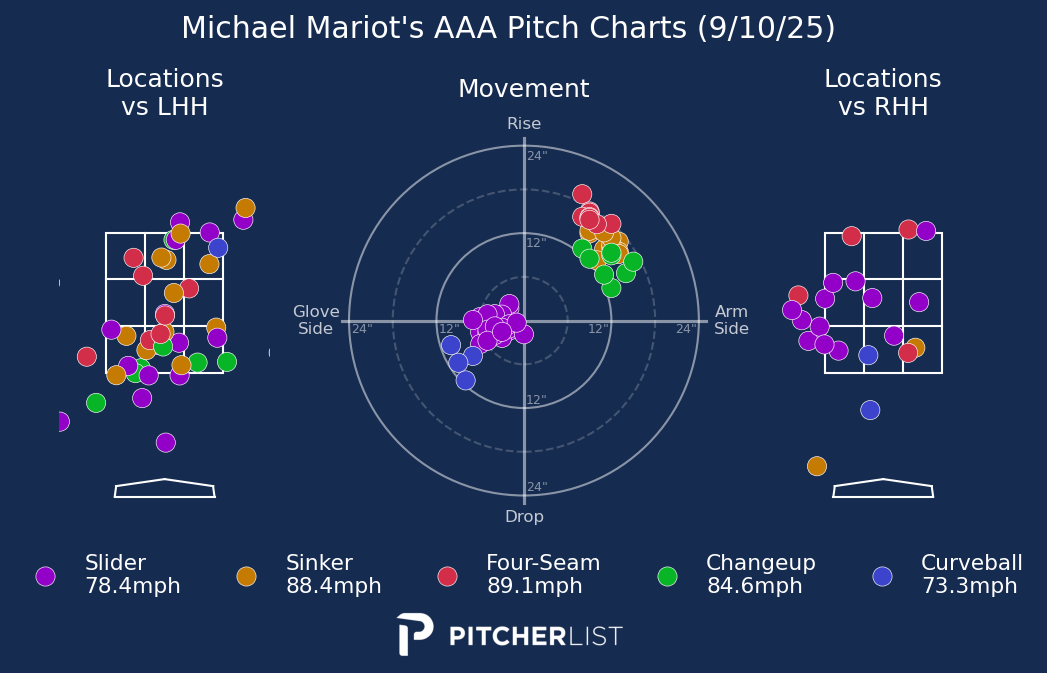 Michael Mariot's AAA Pitch Charts (9/10/25)
Locations
vs LHH
Movement
Locations
vs RHH
Rise
24"
12"
Glove
Side
24"
12"
12"
24"
Arm
Side
12"
24"
Drop
Slider
78.4mph
Sinker
88.4mph
Four-Seam
89.1mph
Changeup
84.6mph
Curveball
73.3mph
PITCHERLIST